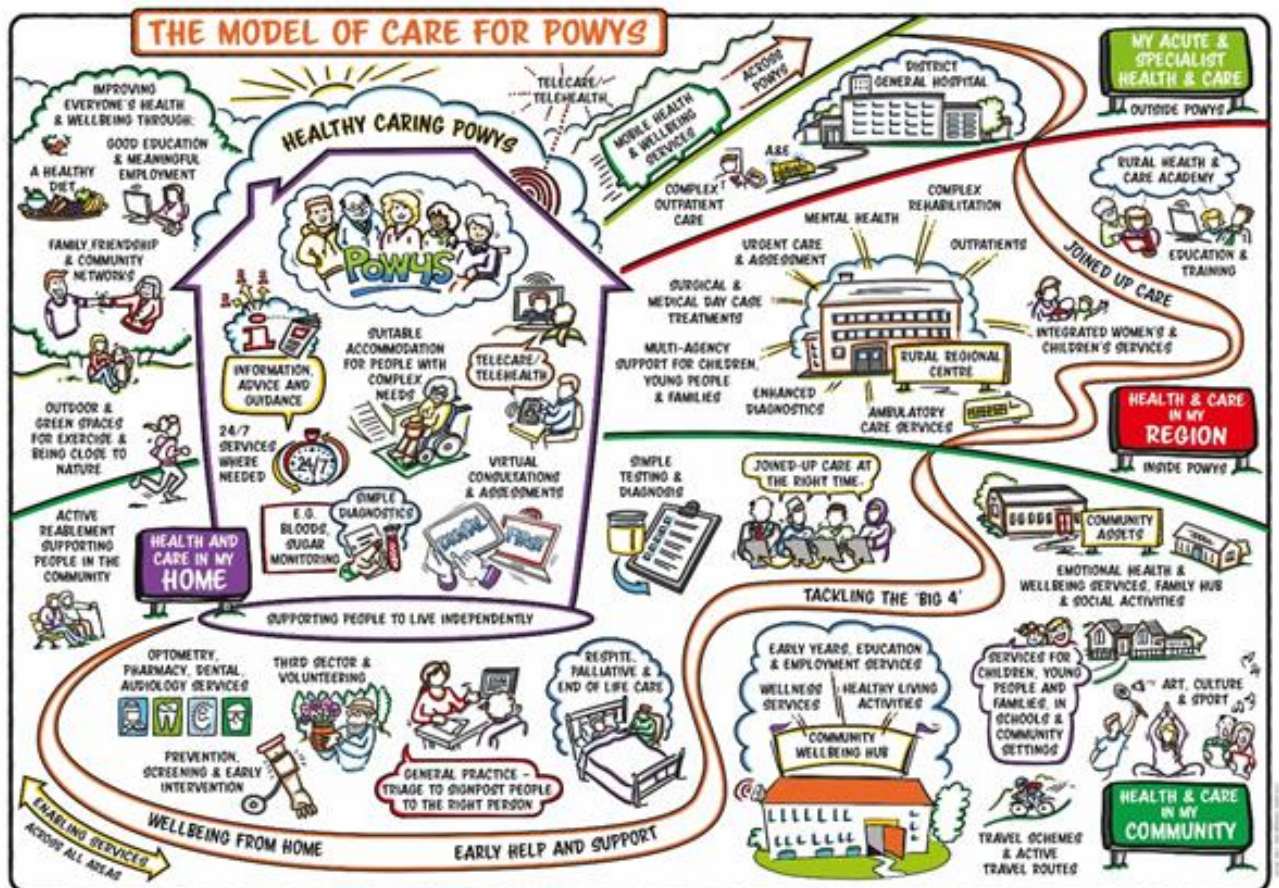 THE MODEL OF CARE FOR POWYS
IMPROVING
EVERYONE'S HEALTH
& WELLBEING THROUGH:
A HEALTHY
DIET
GOOD EDUCATION
& MEANINGFUL
EMPLOYMENT
FAMILY, FRIENDSHIP
& COMMUNITY
NETWORKS
OUTDOOR &
GREEN SPACES
FOR EXERCISE &
BEING CLOSE TO
NATURE
ACTIVE
REABLEMENT
SUPPORTING
PEOPLE IN THE
COMMUNITY
HEALTHY CARING POWYS
TELECARE/
TELEHEALTH
POWYS
INFORMATION,
ADVICE AND
GUIDANCE
SUITABLE
ACCOMMODATION
FOR PEOPLE WITH
COMPLEX
NEEDS
TELECARE/
TELEHEALTH
24/7
SERVICES
WHERE
NEEDED
24/7
E.G.
BLOODS,
SUGAR
MONITORING
SIMPLE
DIAGNOSTICS
VIRTUAL
CONSULTATIONS
& ASSESSMENTS
DIGITAL
FIRST
HEALTH AND
CARE IN MY
HOME
SUPPORTING PEOPLE TO LIVE INDEPENDENTLY
MOBILE HEALTH
& WELLBEING
SERVICES
ACROSS
POWYS
DISTRICT
GENERAL HOSPITAL
MY ACUTE &
SPECIALIST
HEALTH & CARE
OUTSIDE POWYS
COMPLEX
OUTPATIENT
CARE
A&E
RURAL HEALTH &
CARE ACADEMY
EDUCATION &
TRAINING
JOINED UP CARE
URGENT CARE
& ASSESSMENT
MENTAL HEALTH
COMPLEX
REHABILITATION
OUTPATIENTS
SURGICAL &
MEDICAL DAY CASE
TREATMENTS
MULTI-AGENCY
SUPPORT FOR CHILDREN,
YOUNG PEOPLE
& FAMILIES
ENHANCED
DIAGNOSTICS
AMBULATORY
CARE SERVICES
RURAL REGIONAL
CENTRE
INTEGRATED WOMEN'S &
CHILDREN'S SERVICES
HEALTH & CARE
IN MY
REGION
INSIDE POWYS
SIMPLE
TESTING &
DIAGNOSIS
JOINED-UP CARE AT
THE RIGHT TIME.
COMMUNITY
ASSETS
EMOTIONAL HEALTH &
WELLBEING SERVICES, FAMILY HUB
& SOCIAL ACTIVITIES
TACKLING THE 'BIG 4'
OPTOMETRY,
PHARMACY, DENTAL,
AUDIOLOGY SERVICES
THIRD SECTOR &
VOLUNTEERING
PREVENTION,
SCREENING & EARLY
INTERVENTION
GENERAL PRACTICE -
TRIAGE TO SIGNPOST PEOPLE
TO THE RIGHT PERSON
RESPITE,
PALLIATIVE &
END OF LIFE CARE
EARLY YEARS, EDUCATION
& EMPLOYMENT SERVICES
WELLNESS
SERVICES
HEALTHY LIVING
ACTIVITIES
COMMUNITY
WELLBEING HUB
SERVICES FOR
CHILDREN, YOUNG
PEOPLE AND
FAMILIES, IN
SCHOOLS &
COMMUNITY
SETTINGS
ART, CULTURE
& SPORT
TRAVEL SCHEMES
& ACTIVE
TRAVEL ROUTES
HEALTH & CARE
IN MY
COMMUNITY
ENABLING SERVICES
ACROSS ALL AREAS
WELLBEING FROM HOME
EARLY HELP AND SUPPORT